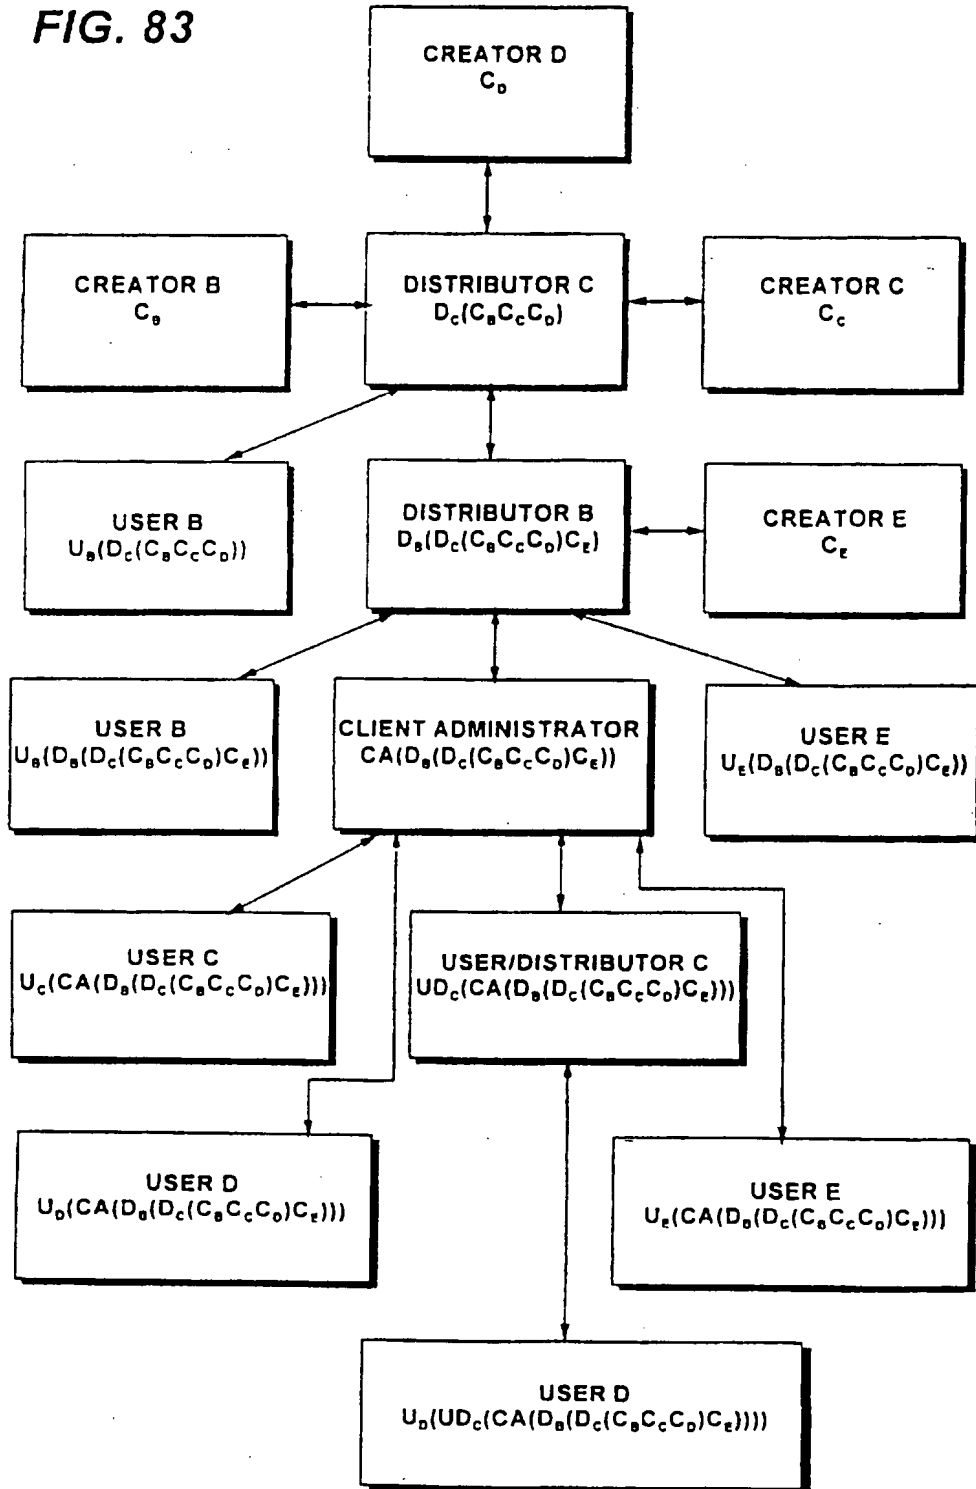 FIG. 83
CREATOR D
C_D
CREATOR B
C_B
DISTRIBUTOR C
D_C(C_BC_CC_D)
CREATOR C
C_C
USER B
U_B(D_C(C_BC_CC_D))
DISTRIBUTOR B
D_B(D_C(C_BC_CC_D)C_E)
CREATOR E
C_E
USER B
U_B(D_B(D_C(C_BC_CC_D)C_E))
CLIENT ADMINISTRATOR
CA(D_B(D_C(C_BC_CC_D)C_E))
USER E
U_E(D_B(D_C(C_BC_CC_D)C_E))
USER C
U_C(CA(D_B(D_C(C_BC_CC_D)C_E)))
USER/DISTRIBUTOR C
UD_C(CA(D_B(D_C(C_BC_CC_D)C_E)))
USER D
U_D(CA(D_B(D_C(C_BC_CC_D)C_E)))
USER E
U_E(CA(D_B(D_C(C_BC_CC_D)C_E)))
USER D
U_D(UD_C(CA(D_B(D_C(C_BC_CC_D)C_E))))